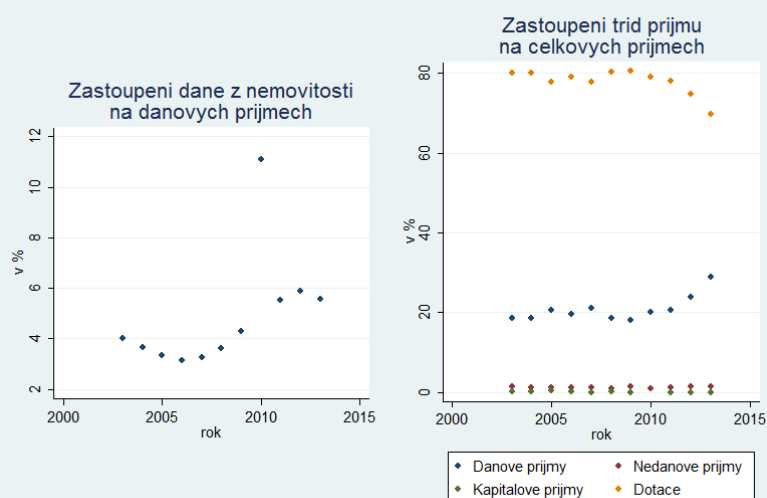 Zastoupeni dane z nemovitosti
na danovych prijmech
v %
12
10
8
6
4
2
2000
2005
2010
2015
rok
Zastoupeni trid prijmu
na celkovych prijmech
v %
80
60
40
20
0
2000
2005
2010
2015
rok
Danove prijmy
Nedanove prijmy
Kapitalove prijmy
Dotace